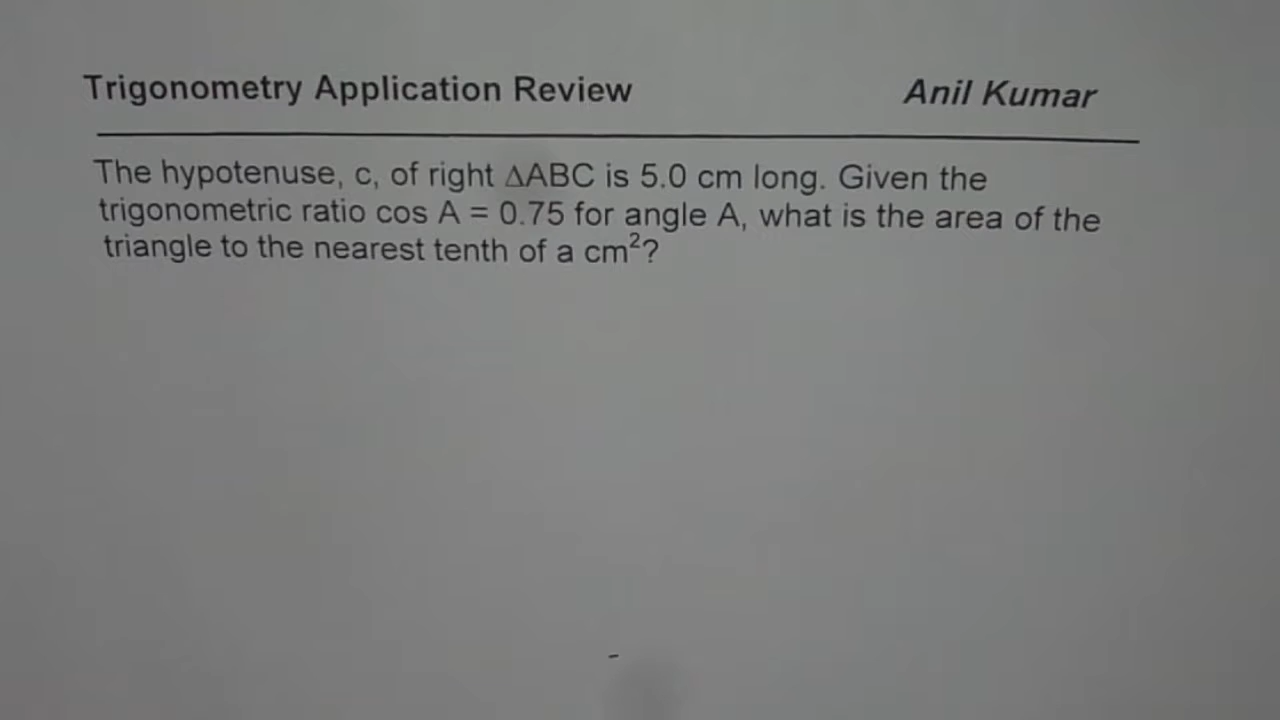 Trigonometry Application Review Anil Kumar
The hypotenuse, c, of right ΔABC is 5.0 cm long. Given the
trigonometric ratio cos A = 0.75 for angle A, what is the area of the
triangle to the nearest tenth of a cm²?